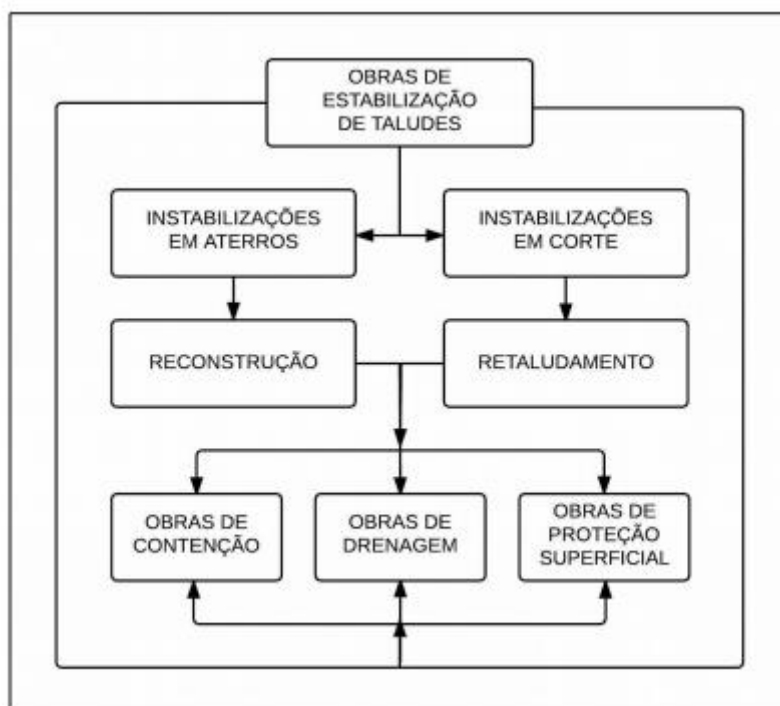 OBRAS DE
ESTABILIZAÇÃO
DE TALUDES
INSTABILIZAÇÕES
EM ATERROS
INSTABILIZAÇÕES
EM CORTE
RECONSTRUÇÃO
RETALUDAMENTO
OBRAS DE
CONTENÇÃO
OBRAS DE
DRENAGEM
OBRAS DE
PROTEÇÃO
SUPERFICIAL